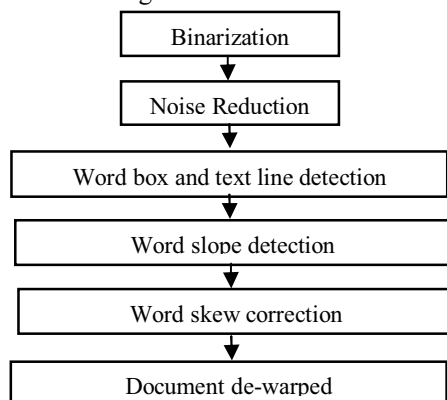 Binarization
Noise Reduction
Word box and text line detection
Word slope detection
Word skew correction
Document de-warped